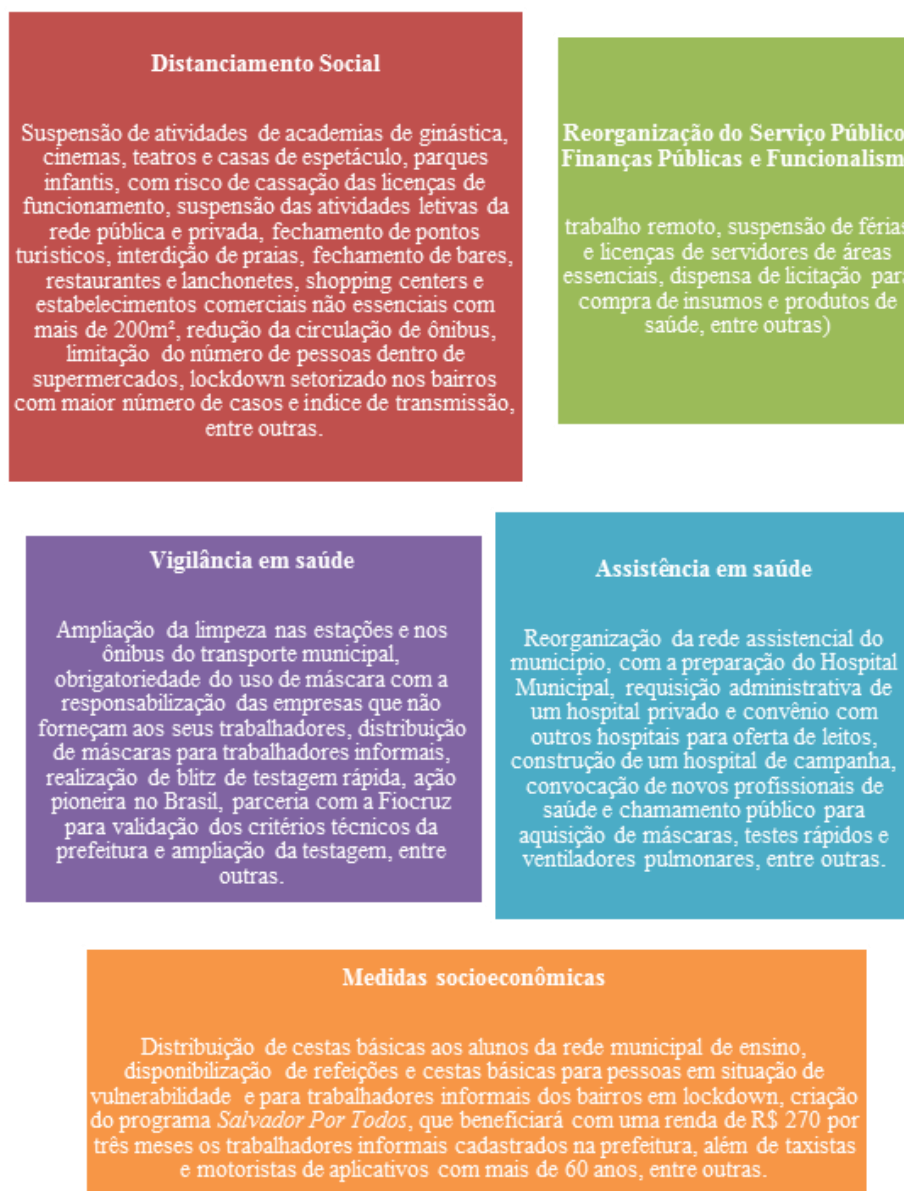 Distanciamento Social
Suspensão de atividades de academias de ginástica,
cinemas, teatros e casas de espetáculo, parques
infantis, com risco de cassação das licenças de
funcionamento, suspensão das atividades letivas da
rede pública e privada, fechamento de pontos
turísticos, interdição de praias, fechamento de bares,
restaurantes e lanchonetes, shopping centers e
estabelecimentos comerciais não essenciais com
mais de 200m², redução da circulação de ônibus,
limitação do número de pessoas dentro de
supermercados, lockdown setorizado nos bairros
com maior número de casos e índice de transmissão,
entre outras.
Reorganização do Serviço Público
Finanças Públicas e Funcionalism
trabalho remoto, suspensão de férias
e licenças de servidores de áreas
essenciais, dispensa de licitação para
compra de insumos e produtos de
saúde, entre outras)
Vigilância em saúde
Ampliação da limpeza nas estações e nos
ônibus do transporte municipal,
obrigatoriedade do uso de máscara com a
responsabilização das empresas que não
forneçam aos seus trabalhadores, distribuição
de máscaras para trabalhadores informais,
realização de blitz de testagem rápida, ação
pioneira no Brasil, parceria com a Fiocruz
para validação dos critérios técnicos da
prefeitura e ampliação da testagem, entre
outras.
Assistência em saúde
Reorganização da rede assistencial do
município, com a preparação do Hospital
Municipal, requisição administrativa de
um hospital privado e convênio com
outros hospitais para oferta de leitos,
construção de um hospital de campanha,
convocação de novos profissionais de
saúde e chamamento público para
aquisição de máscaras, testes rápidos e
ventiladores pulmonares, entre outras.
Medidas socioeconômicas
Distribuição de cestas básicas aos alunos da rede municipal de ensino,
disponibilização de refeições e cestas básicas para pessoas em situação de
vulnerabilidade e para trabalhadores informais dos bairros em lockdown, criação
do programa Salvador Por Todos, que beneficiará com uma renda de R$ 270 por
três meses os trabalhadores informais cadastrados na prefeitura, além de taxistas
e motoristas de aplicativos com mais de 60 anos, entre outras.